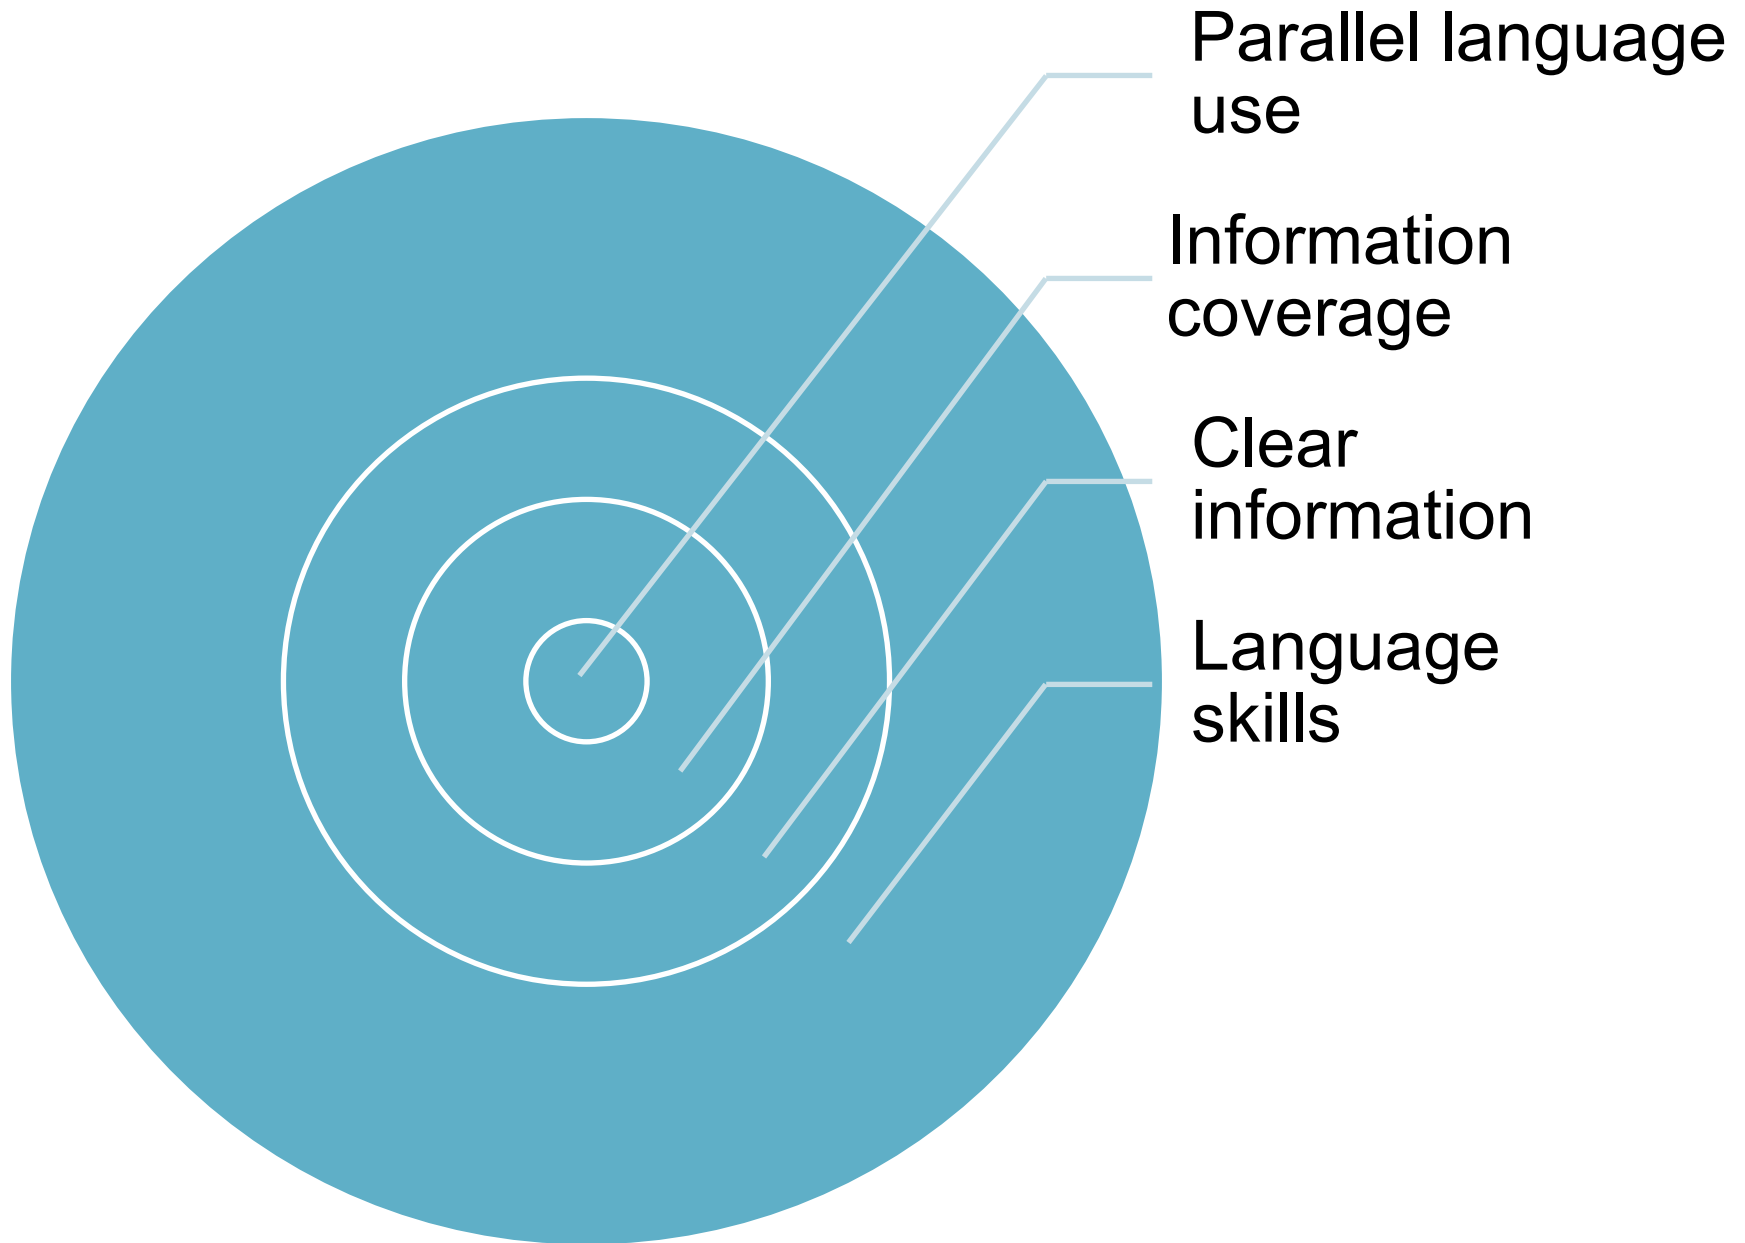 Parallel language
use
Information
coverage
Clear
information
Language
skills